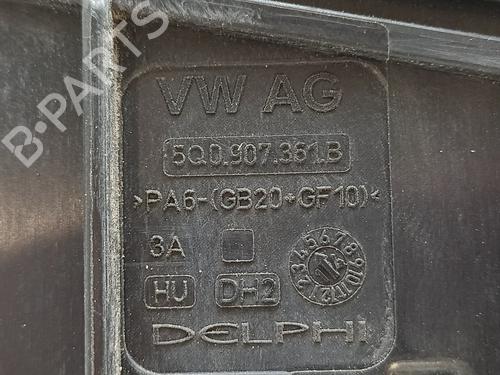 VW AG
5Q0.907.361.B
>PA6-(GB20+GF10)<
3A
HU DH2
DELPHI
B-PARTS